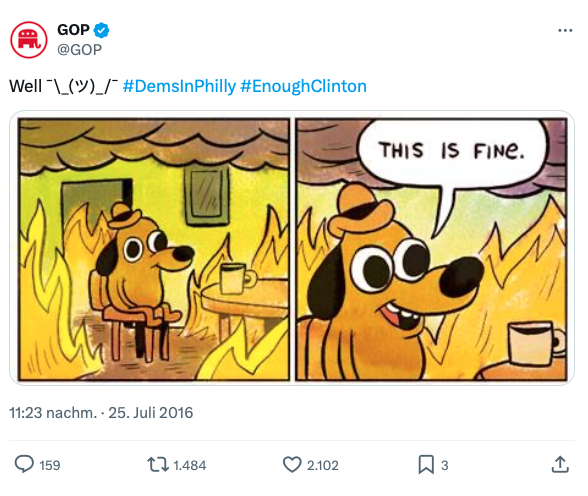 GOP
@GOP
Well ¯\_(ツ)_/¯ #DemsInPhilly #EnoughClinton
THIS IS FINE.
11:23 nachm. · 25. Juli 2016
159 1.484 2.102 3